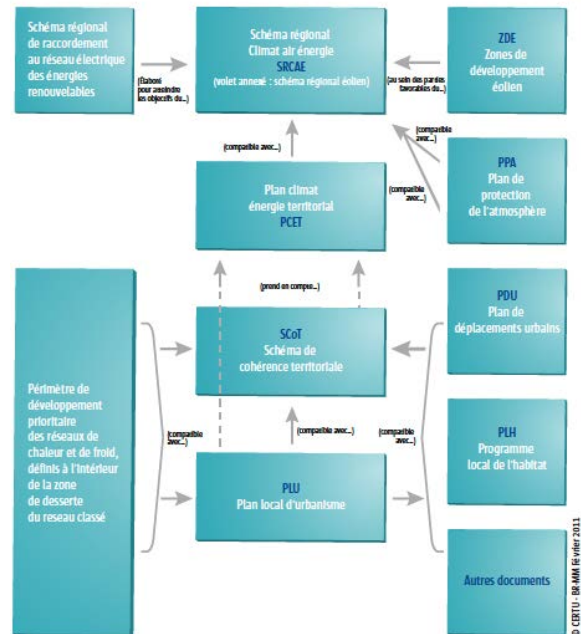 Schéma régional
de raccordement
au réseau électrique
des énergies
renouvelables
(Élaboré
pour atteindre
les objectifs du...)
Schéma régional
Climat air énergie
SRCAE
(volet annexé : schéma régional éolien)
(au sein des parties
favorables du...)
ZDE
Zones de
développement
éolien
(compatible avec...)
(compatible
avec...)
(compatible
avec...)
PPA
Plan de
protection
de l'atmosphère
Plan climat
énergie territorial
PCET
(prend en compte...)
Périmètre de
développement
prioritaire
des réseaux de
chaleur et de froid,
définis à l'intérieur
de la zone
de desserte
du reseau classé
(compatible
avec...)
SCoT
Schéma de
cohérence territoriale
(compatible avec...)
(compatible
avec...)
PLU
Plan local d'urbanisme
PDU
Plan de
déplacements urbains
PLH
Programme
local de l'habitat
Autres documents
© CERTU - BR-MM février 2011